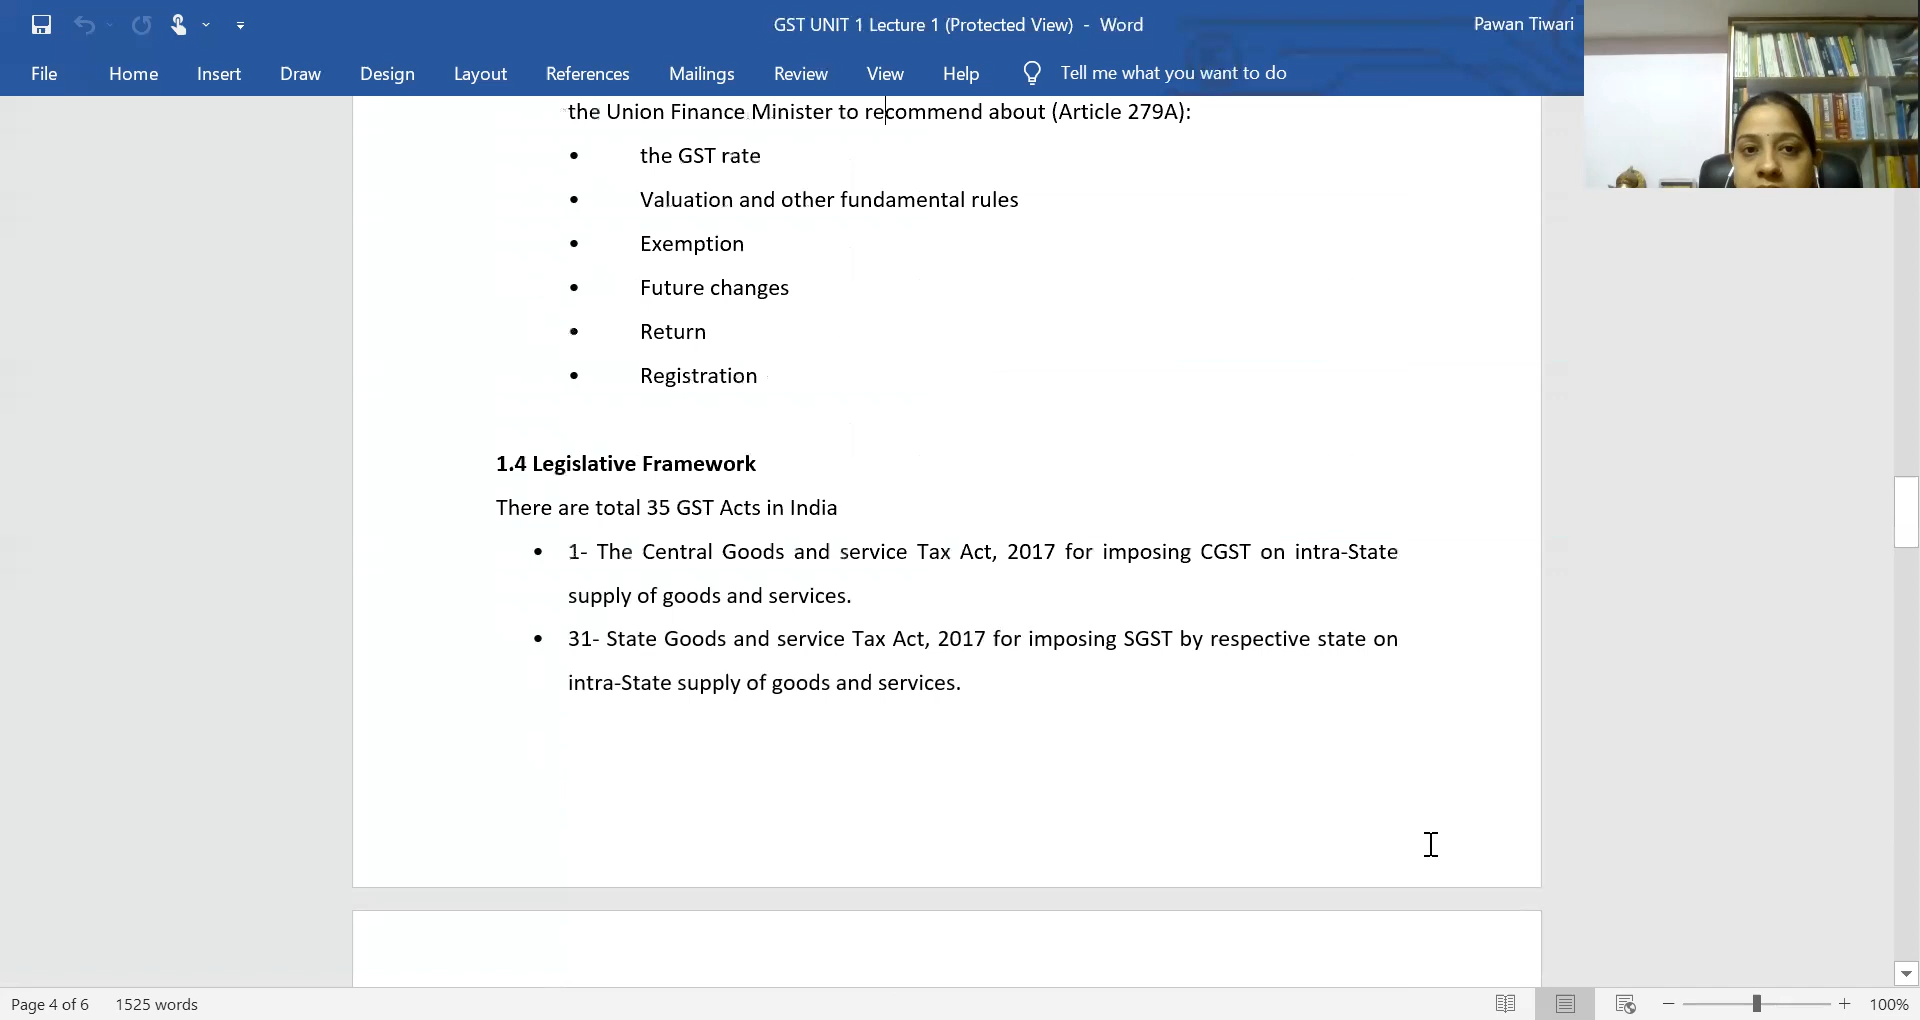 GST UNIT 1 Lecture 1 (Protected View) - Word
Pawan Tiwari
File Home Insert Draw Design Layout References Mailings Review View Help Tell me what you want to do
the Union Finance Minister to recommend about (Article 279A):
• the GST rate
• Valuation and other fundamental rules
• Exemption
• Future changes
• Return
• Registration
1.4 Legislative Framework
There are total 35 GST Acts in India
• 1- The Central Goods and service Tax Act, 2017 for imposing CGST on intra-State
supply of goods and services.
• 31- State Goods and service Tax Act, 2017 for imposing SGST by respective state on
intra-State supply of goods and services.
Page 4 of 6 1525 words
100%